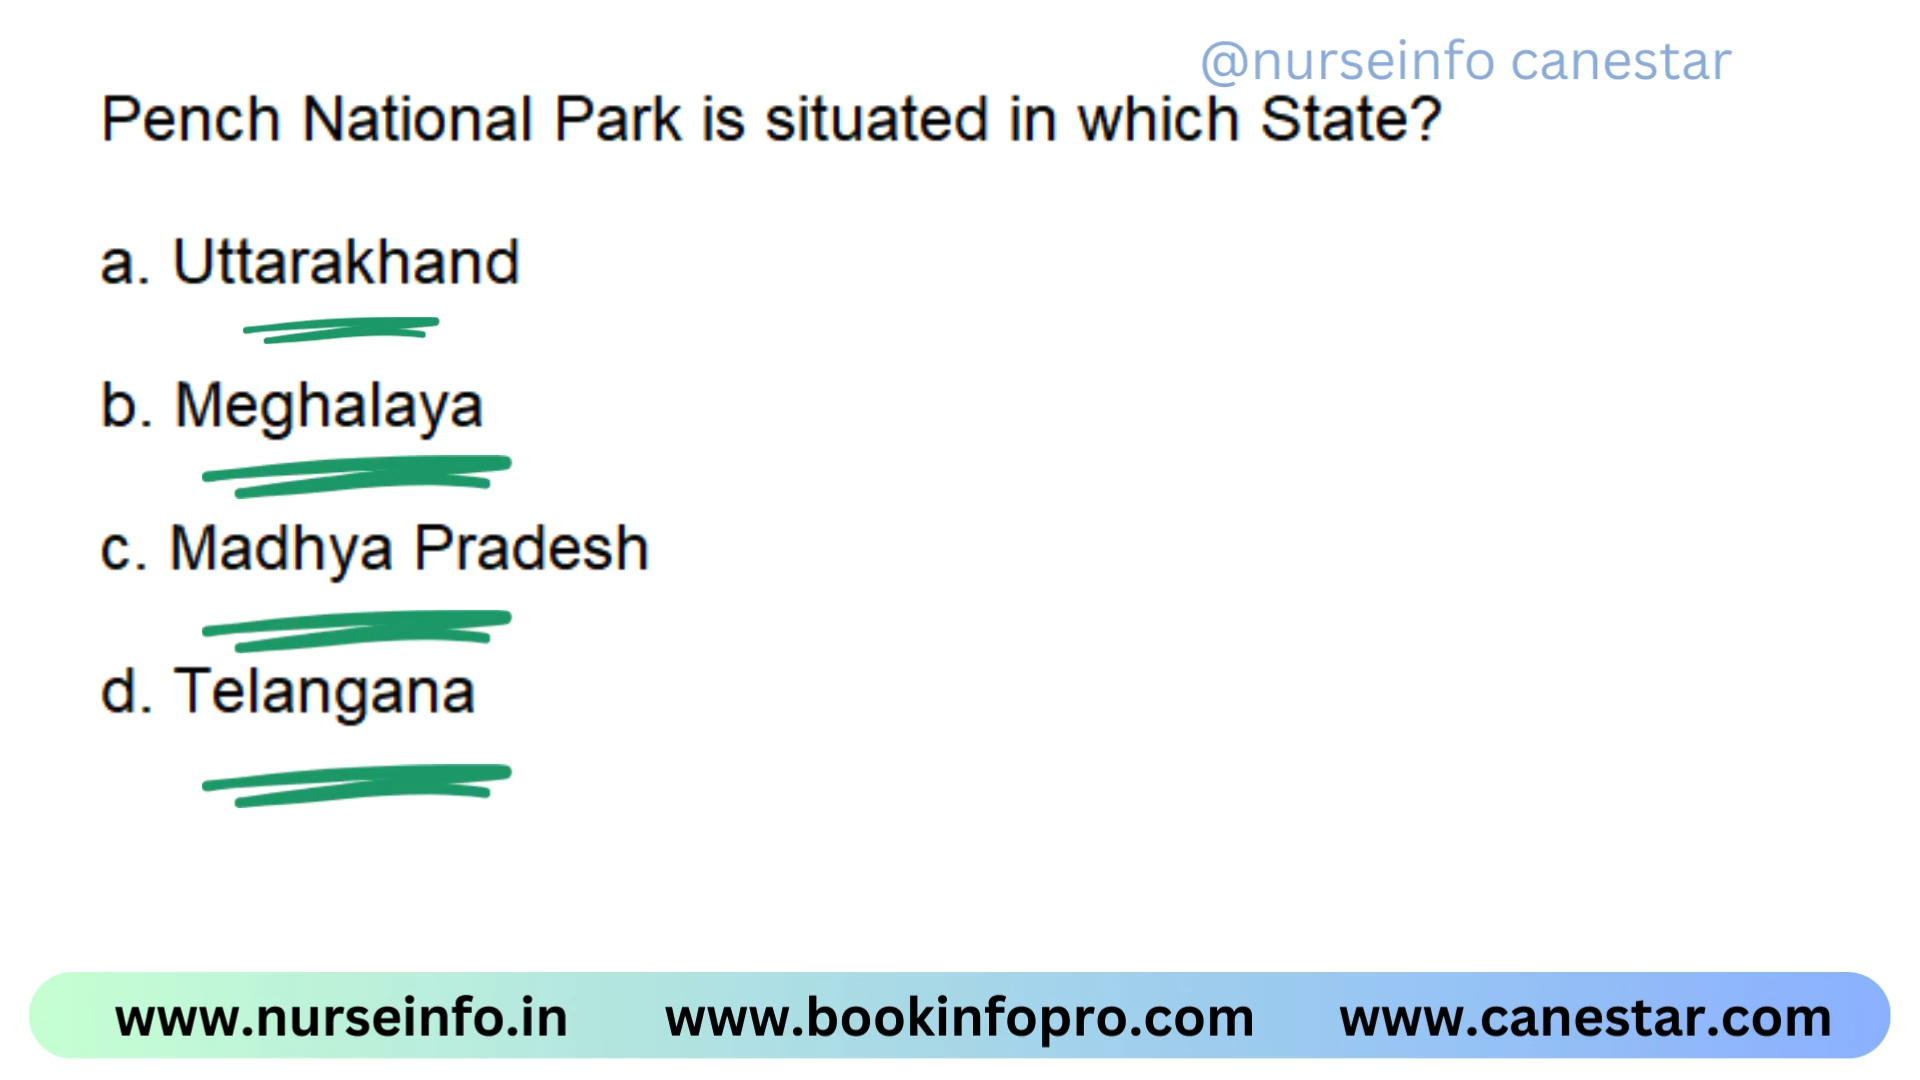 @nurseinfo canestar
Pench National Park is situated in which State?
a. Uttarakhand
b. Meghalaya
c. Madhya Pradesh
d. Telangana
www.nurseinfo.in www.bookinfopro.com www.canestar.com